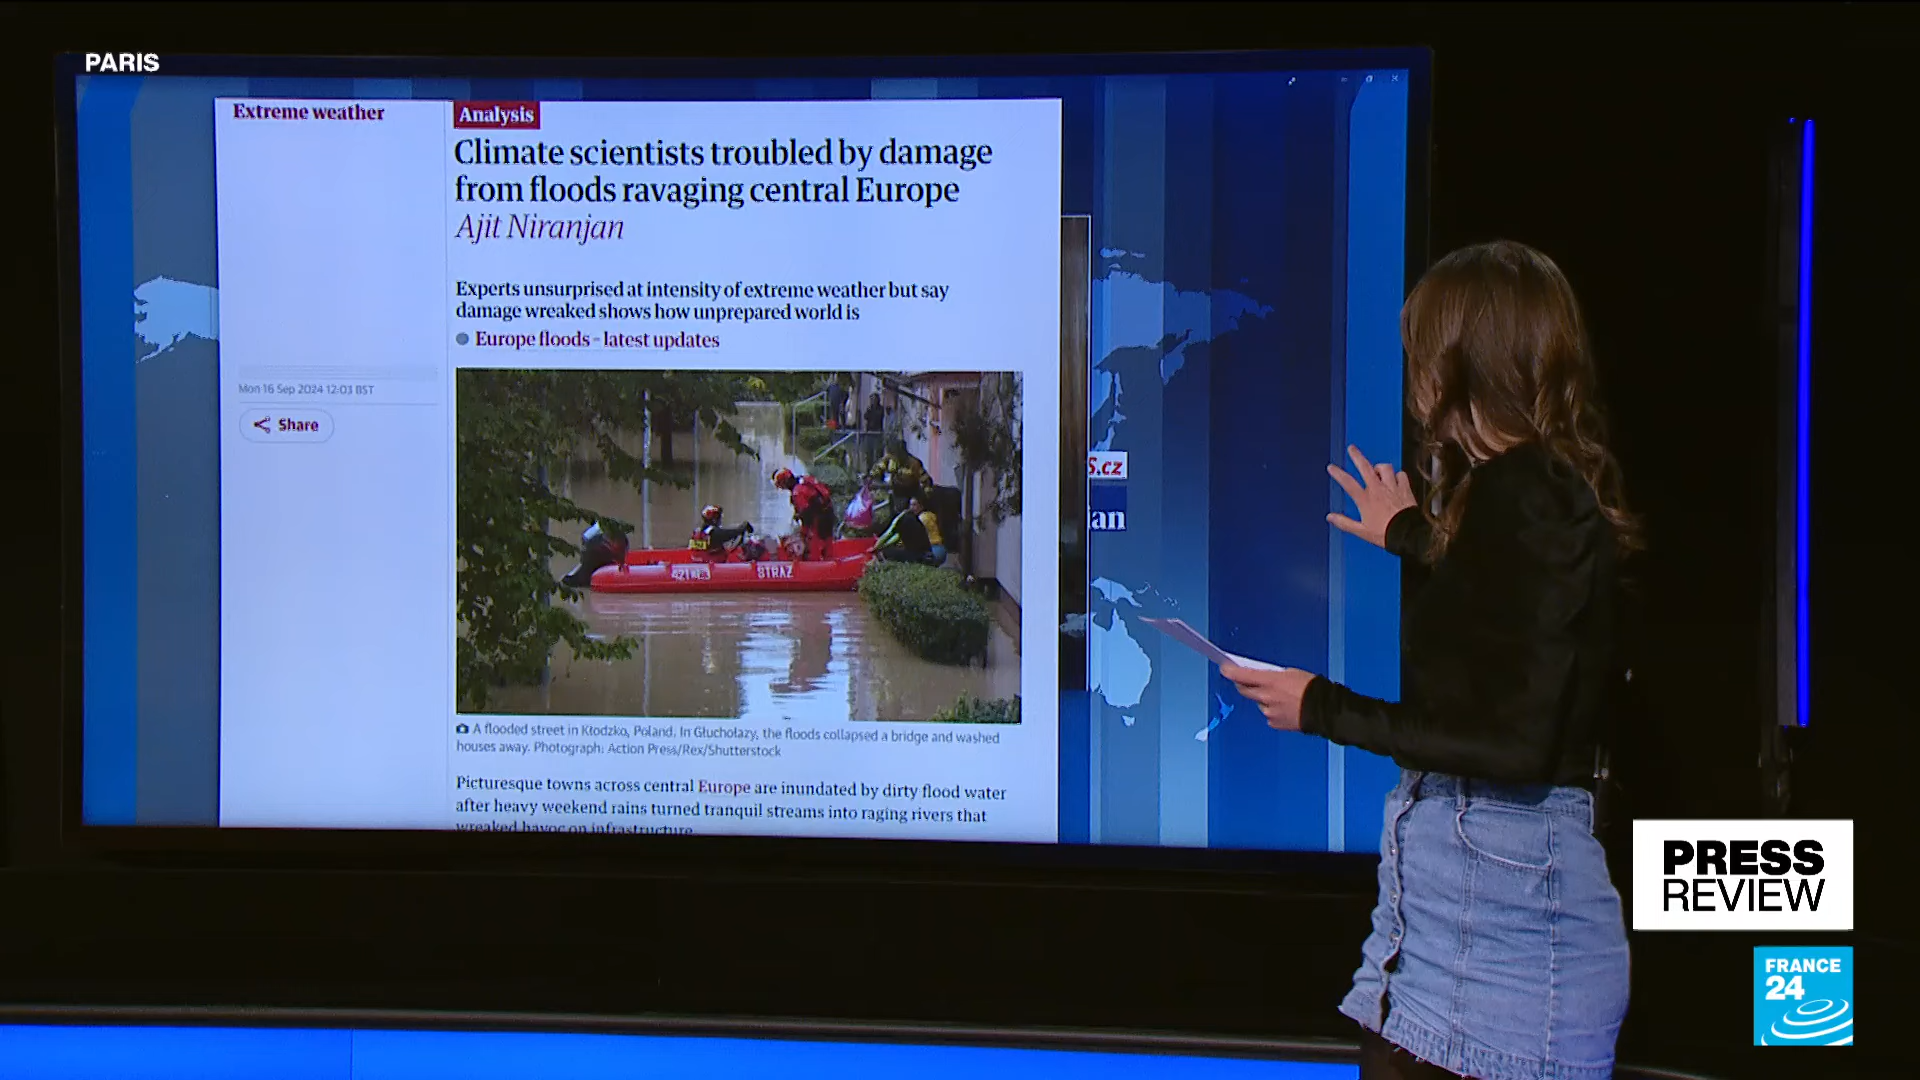 PARIS
Extreme weather
Analysis
Climate scientists troubled by damage
from floods ravaging central Europe
Ajit Niranjan
Experts unsurprised at intensity of extreme weather but say
damage wreaked shows how unprepared world is
Europe floods - latest updates
Mon 16 Sep 2024 12:03 BST
Share
STRAZ
S.cz
ian
A flooded street in Kłodzko, Poland. In Głuchołazy, the floods collapsed a bridge and washed
houses away. Photograph: Action Press/Rex/Shutterstock
Picturesque towns across central Europe are inundated by dirty flood water
after heavy weekend rains turned tranquil streams into raging rivers that
wreaked havoc on infrastructure.
PRESS
REVIEW
FRANCE
24